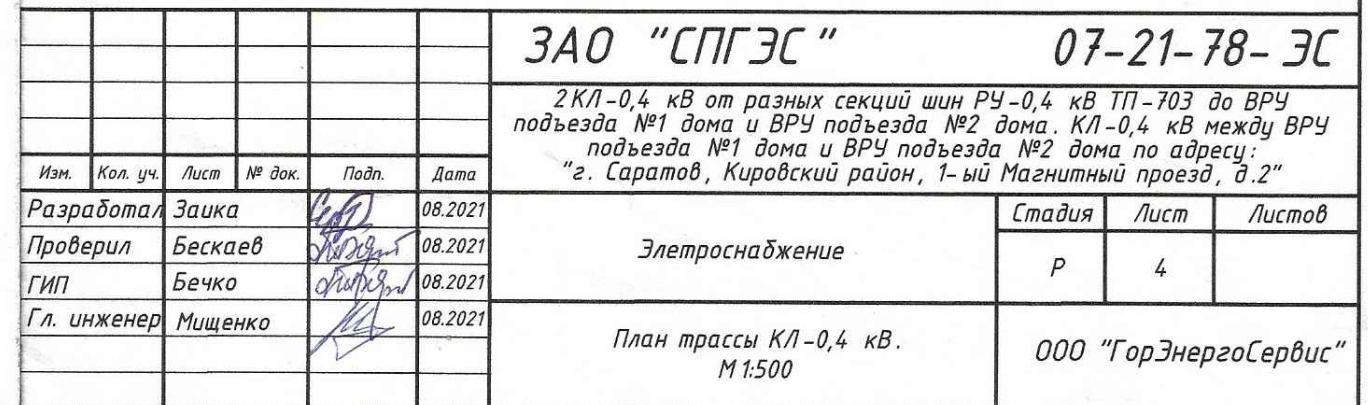 ЗАО "СПГЭС" 07-21-78-ЭС
2КЛ-0,4 кВ от разных секций шин РУ-0,4 кВ ТП-703 до ВРУ
подъезда №1 дома и ВРУ подъезда №2 дома. КЛ-0,4 кВ между ВРУ
подъезда №1 дома и ВРУ подъезда №2 дома по адресу:
"г. Саратов, Кировский район, 1-ый Магнитный проезд, д.2"
Изм. Кол. уч. Лист № док. Подп. Дата
Разработал Заика 08.2021
Проверил Бескаев 08.2021
ГИП Бечко 08.2021
Гл. инженер Мищенко 08.2021
Элетроснабжение
Стадия Лист Листов
Р 4
План трассы КЛ-0,4 кВ.
М 1:500
ООО "ГорЭнергоСервис"